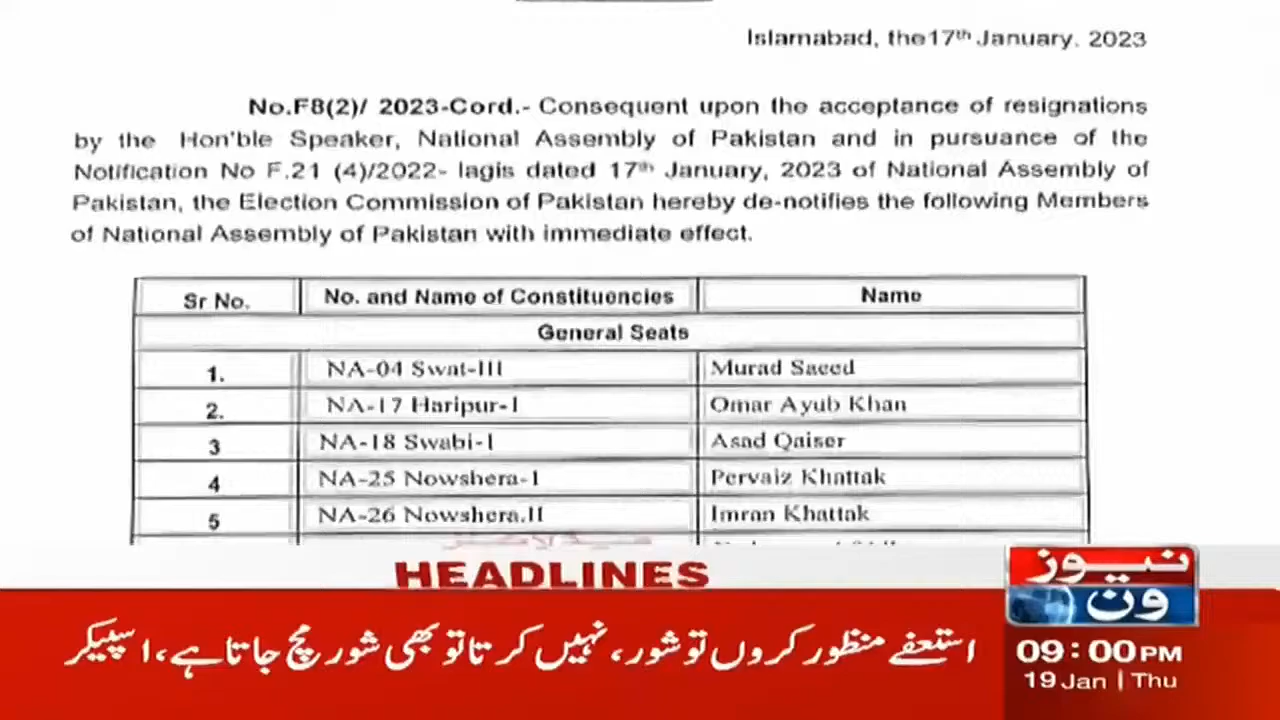 Islamabad, the 17th January, 2023
No.F8(2)/ 2023-Cord.- Consequent upon the acceptance of resignations
by the Hon'ble Speaker, National Assembly of Pakistan and in pursuance of the
Notification No F.21 (4)/2022- lagis dated 17th January, 2023 of National Assembly of
Pakistan, the Election Commission of Pakistan hereby de-notifies the following Members
of National Assembly of Pakistan with immediate effect.
Sr No. No. and Name of Constituencies Name
General Seats
1. NA-04 Swat-III Murad Saeed
2. NA-17 Haripur-I Omar Ayub Khan
3 NA-18 Swabi-I Asad Qaiser
4 NA-25 Nowshera-I Pervaiz Khattak
5 NA-26 Nowshera.II Imran Khattak
HEADLINES
نیوز
ون
استعفے منظور کروں تو شور، نہیں کرتا تو بھی شور مچ جاتا ہے، اسپیکر
09:00PM
19 Jan | Thu